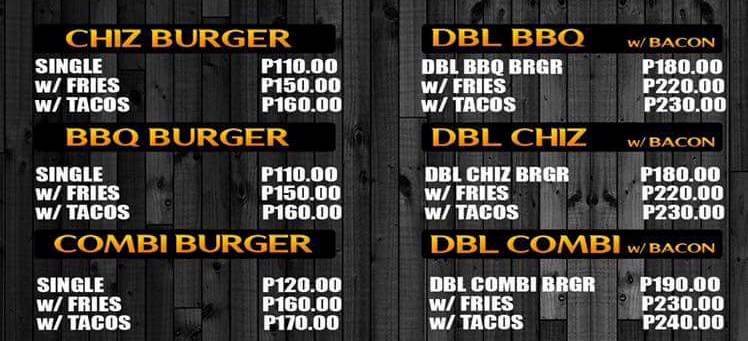 CHIZ BURGER
SINGLE P110.00
w/ FRIES P150.00
w/ TACOS P160.00
BBQ BURGER
SINGLE P110.00
w/ FRIES P150.00
w/ TACOS P160.00
COMBI BURGER
SINGLE P120.00
w/ FRIES P160.00
w/ TACOS P170.00
DBL BBQ w/ BACON
DBL BBQ BRGR P180.00
w/ FRIES P220.00
w/ TACOS P230.00
DBL CHIZ w/ BACON
DBL CHIZ BRGR P180.00
w/ FRIES P220.00
w/ TACOS P230.00
DBL COMBI w/ BACON
DBL COMBI BRGR P190.00
w/ FRIES P230.00
w/ TACOS P240.00